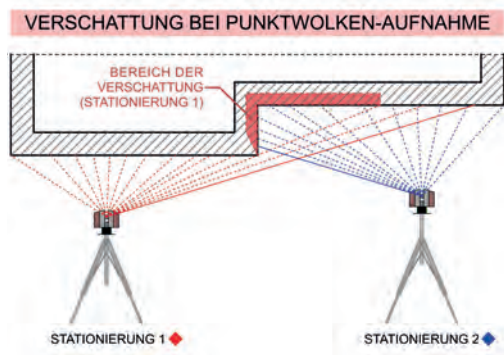 VERSCHATTUNG BEI PUNKTWOLKEN-AUFNAHME
BEREICH DER
VERSCHATTUNG
(STATIONIERUNG 1)
STATIONIERUNG 1
STATIONIERUNG 2